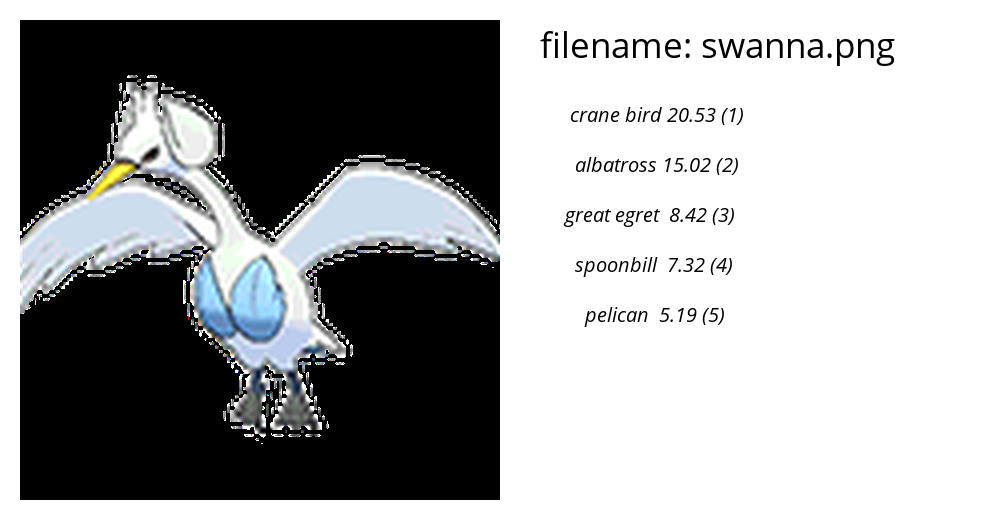 filename: swanna.png
crane bird 20.53 (1)
albatross 15.02 (2)
great egret 8.42 (3)
spoonbill 7.32 (4)
pelican 5.19 (5)